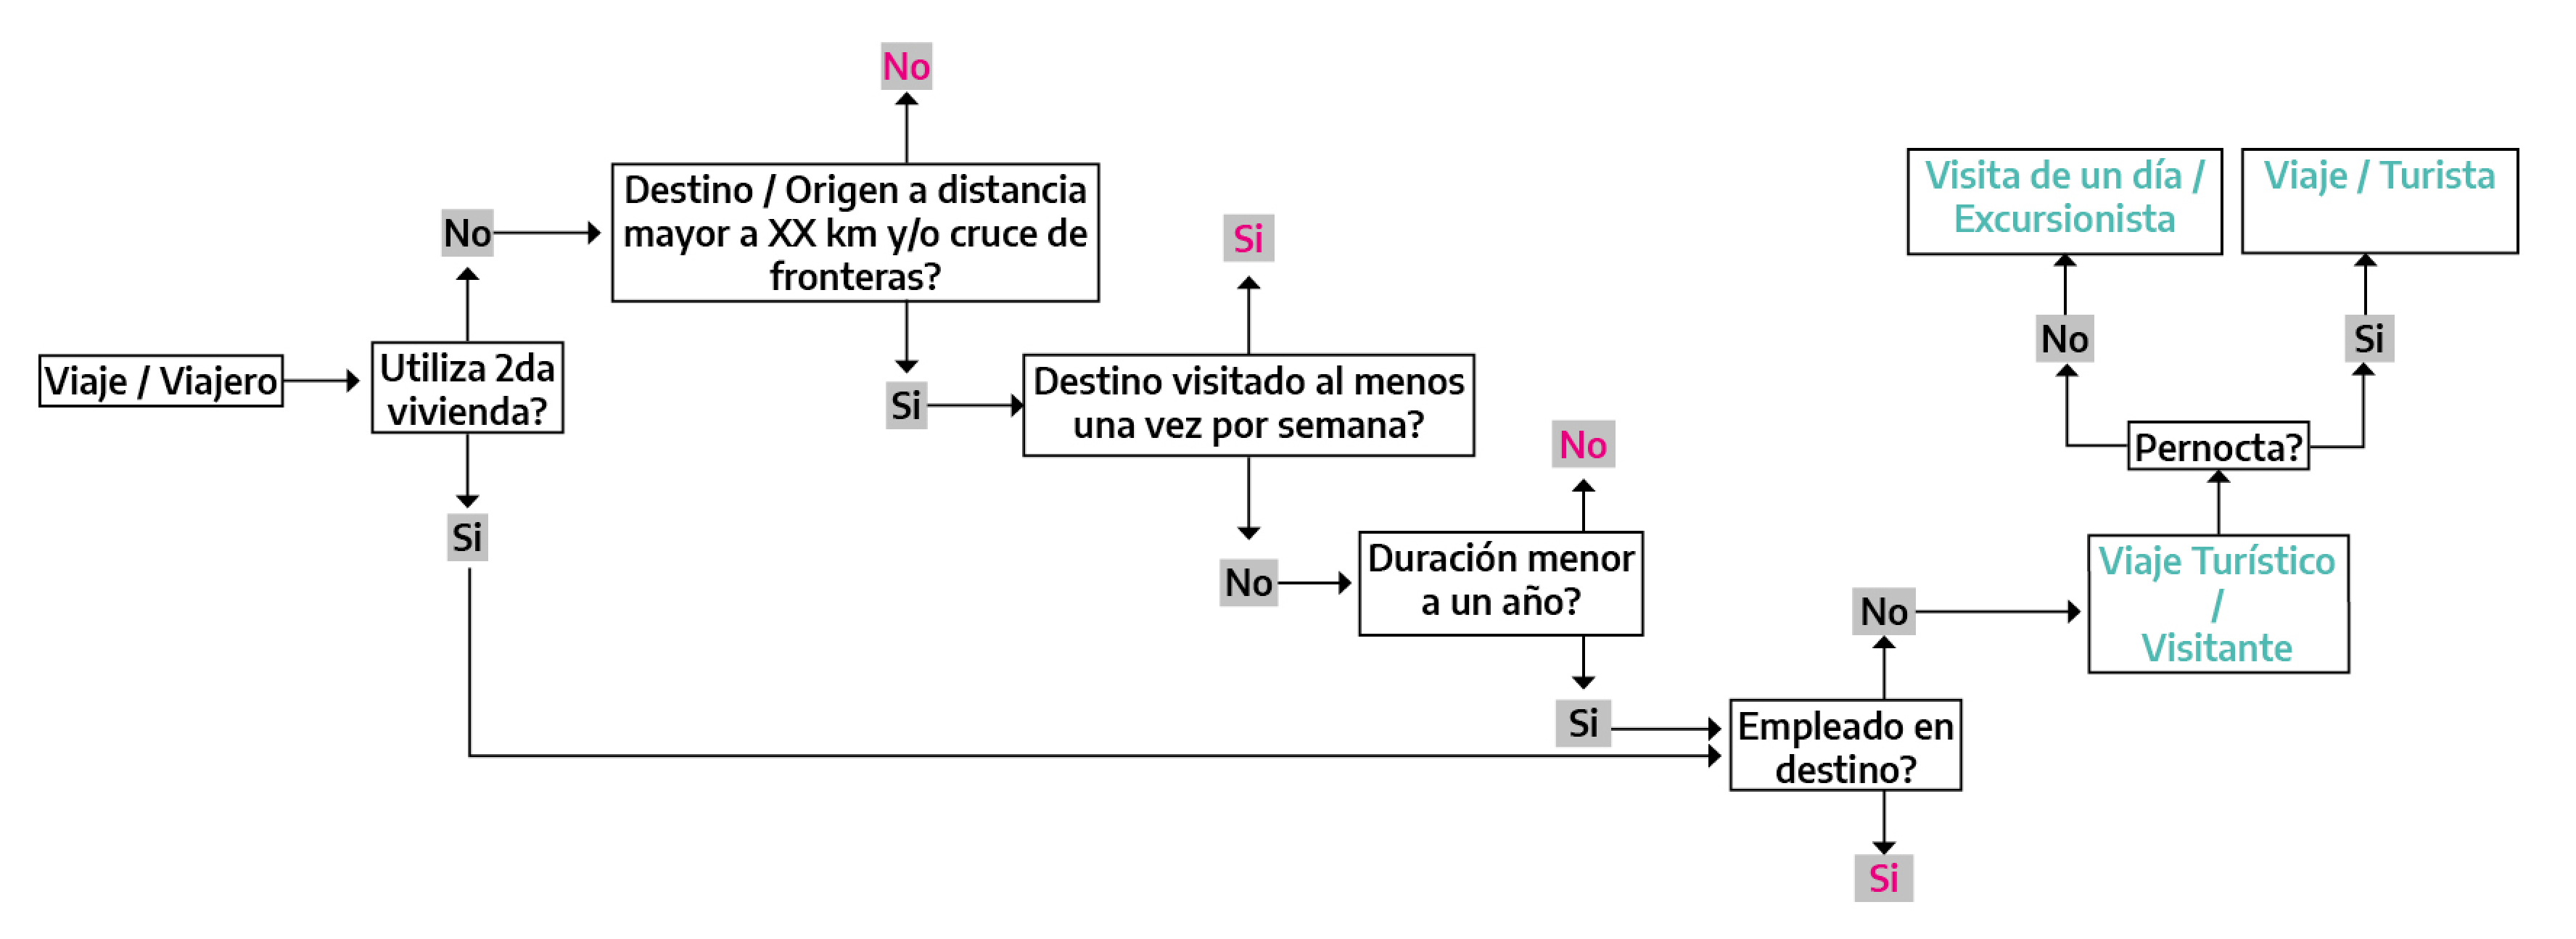 Viaje / Viajero
Utiliza 2da
vivienda?
No
Si
No
Destino / Origen a distancia
mayor a XX km y/o cruce de
fronteras?
Si
Si
Destino visitado al menos
una vez por semana?
No
No
Duración menor
a un año?
Si
Empleado en
destino?
No
Si
Viaje Turístico
/
Visitante
Pernocta?
No
Si
Visita de un día /
Excursionista
Viaje / Turista